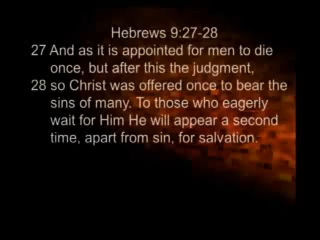 Hebrews 9:27-28
27 And as it is appointed for men to die
once, but after this the judgment,
28 so Christ was offered once to bear the
sins of many. To those who eagerly
wait for Him He will appear a second
time, apart from sin, for salvation.